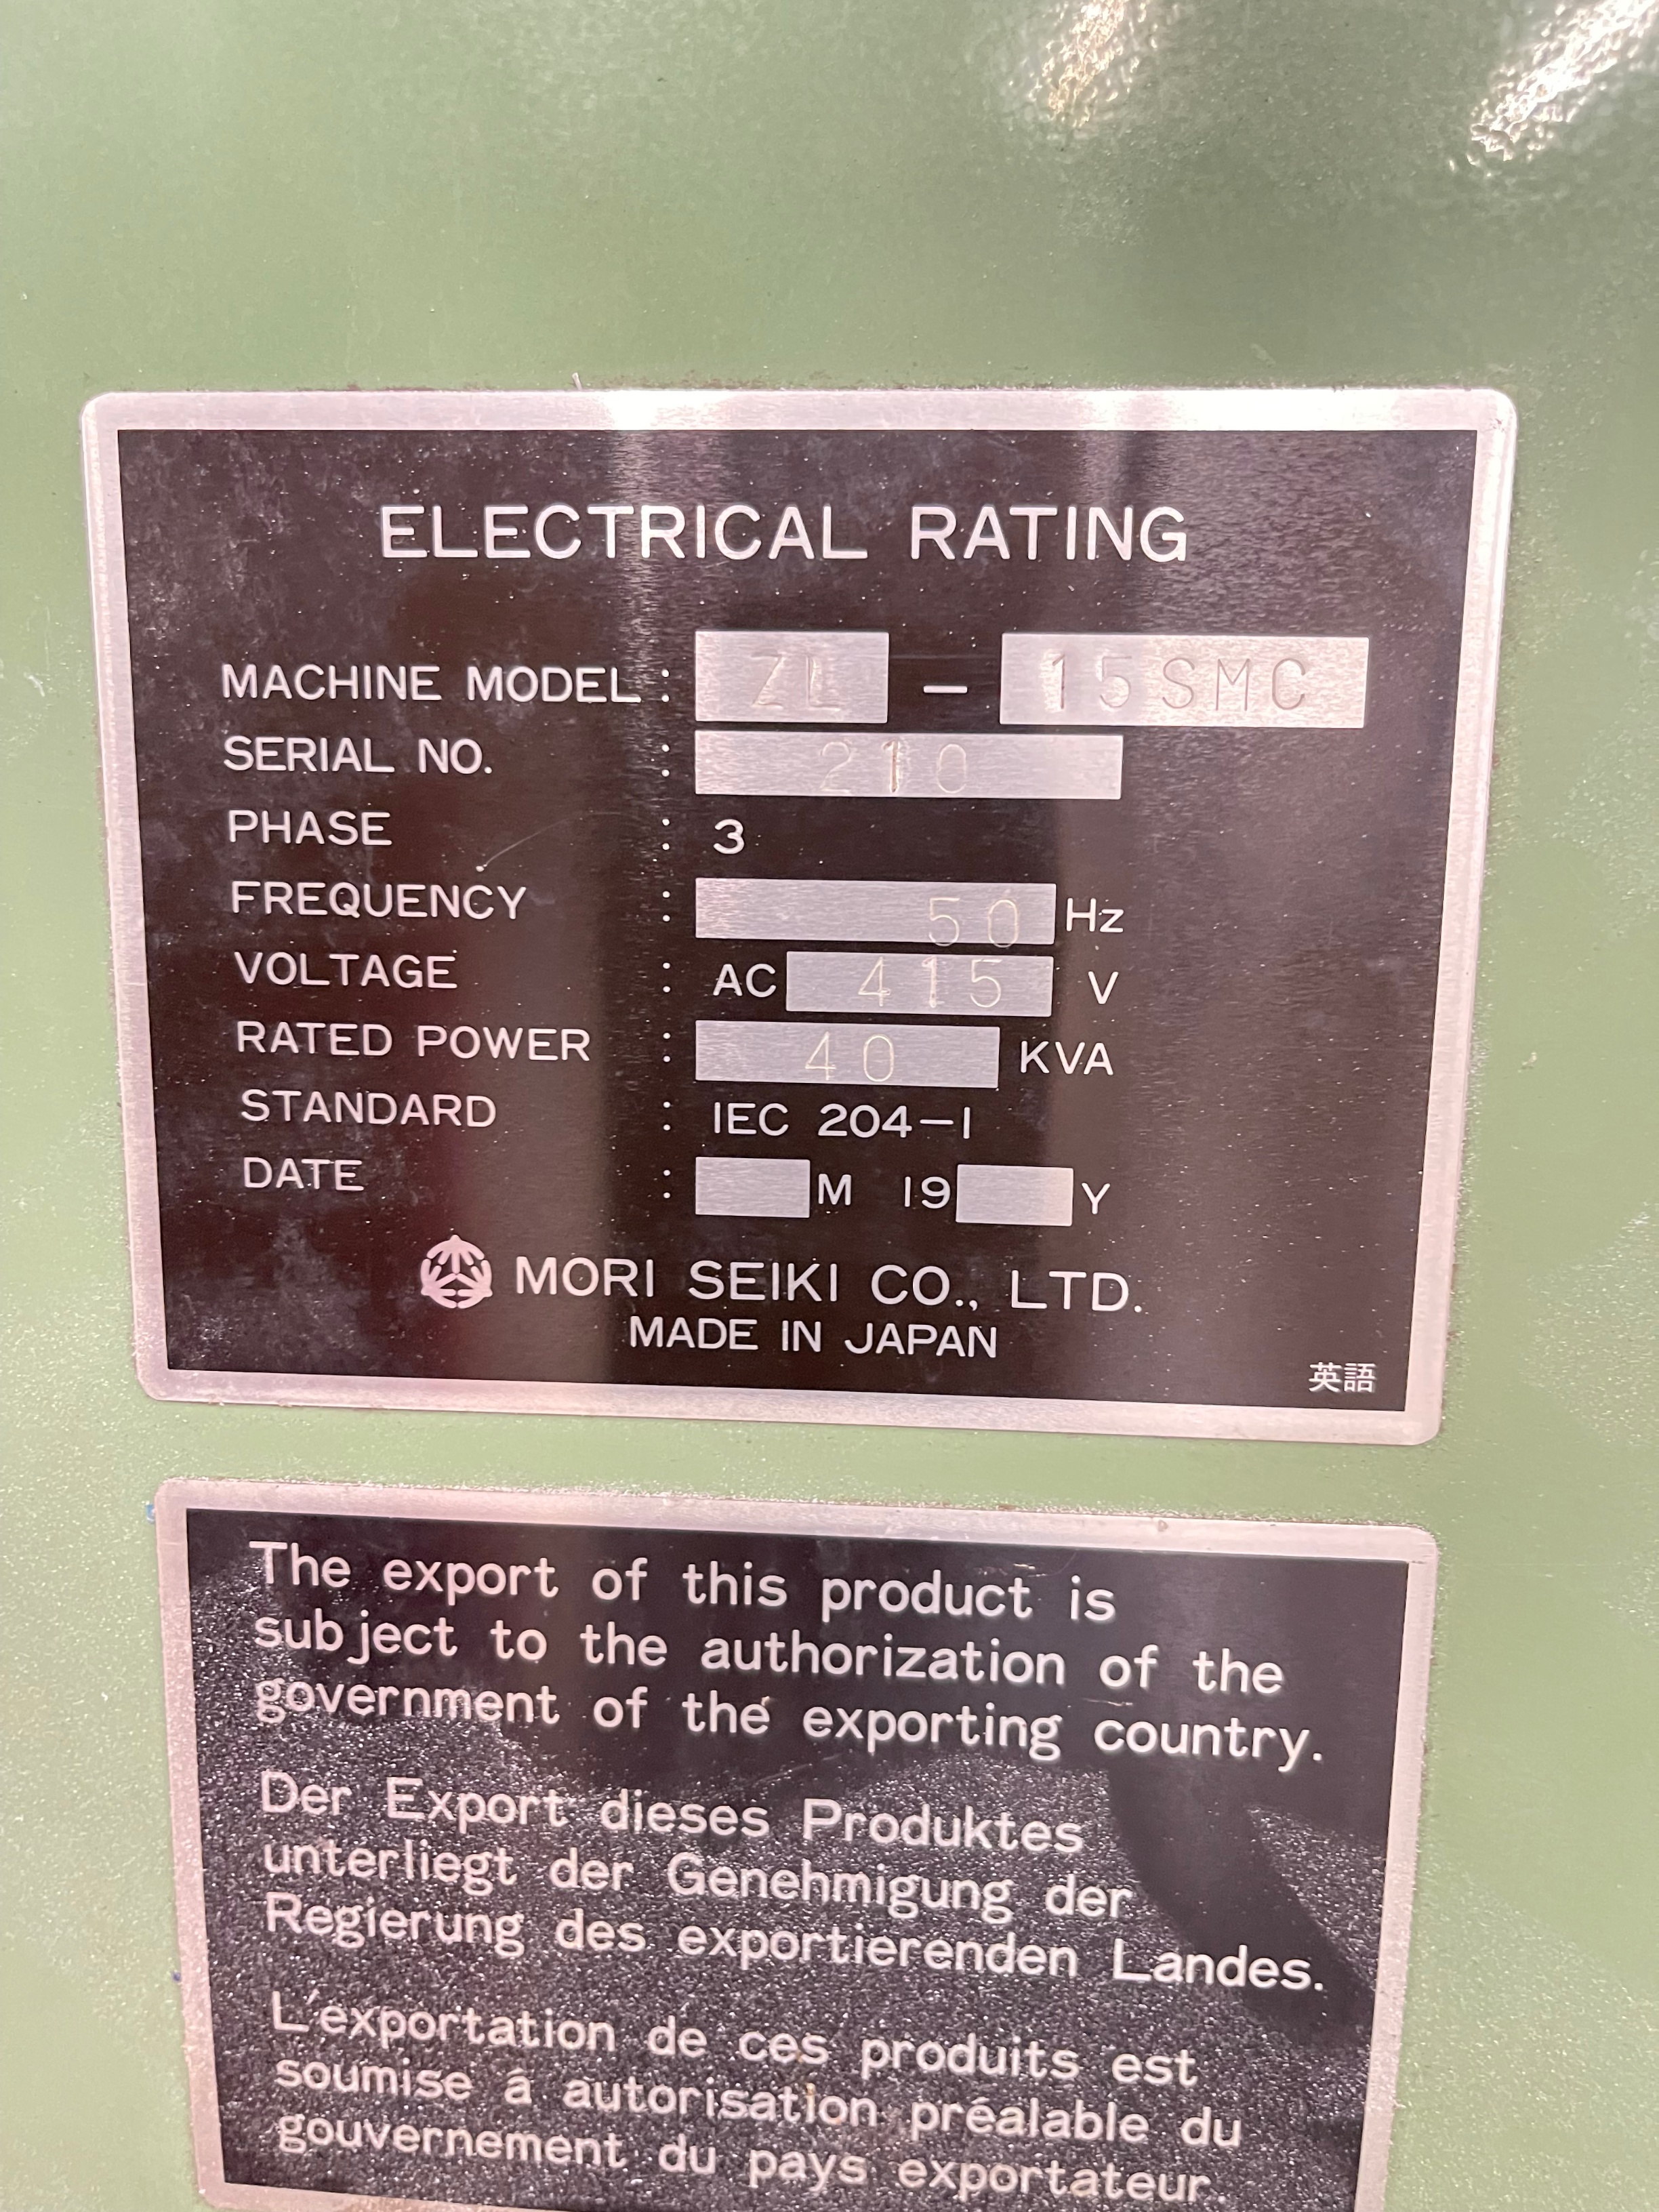 ELECTRICAL RATING
MACHINE MODEL : ZL — 15SMC
SERIAL NO. : 210
PHASE : 3
FREQUENCY : 50 Hz
VOLTAGE : AC 415 V
RATED POWER : 40 KVA
STANDARD : IEC 204-1
DATE : M 19 Y
MORI SEIKI CO., LTD.
MADE IN JAPAN
英語
The export of this product is
subject to the authorization of the
government of the exporting country.
Der Export dieses Produktes
unterliegt der Genehmigung der
Regierung des exportierenden Landes.
L'exportation de ces produits est
soumise á autorisation préalable du
gouvernement du pays exportateur.